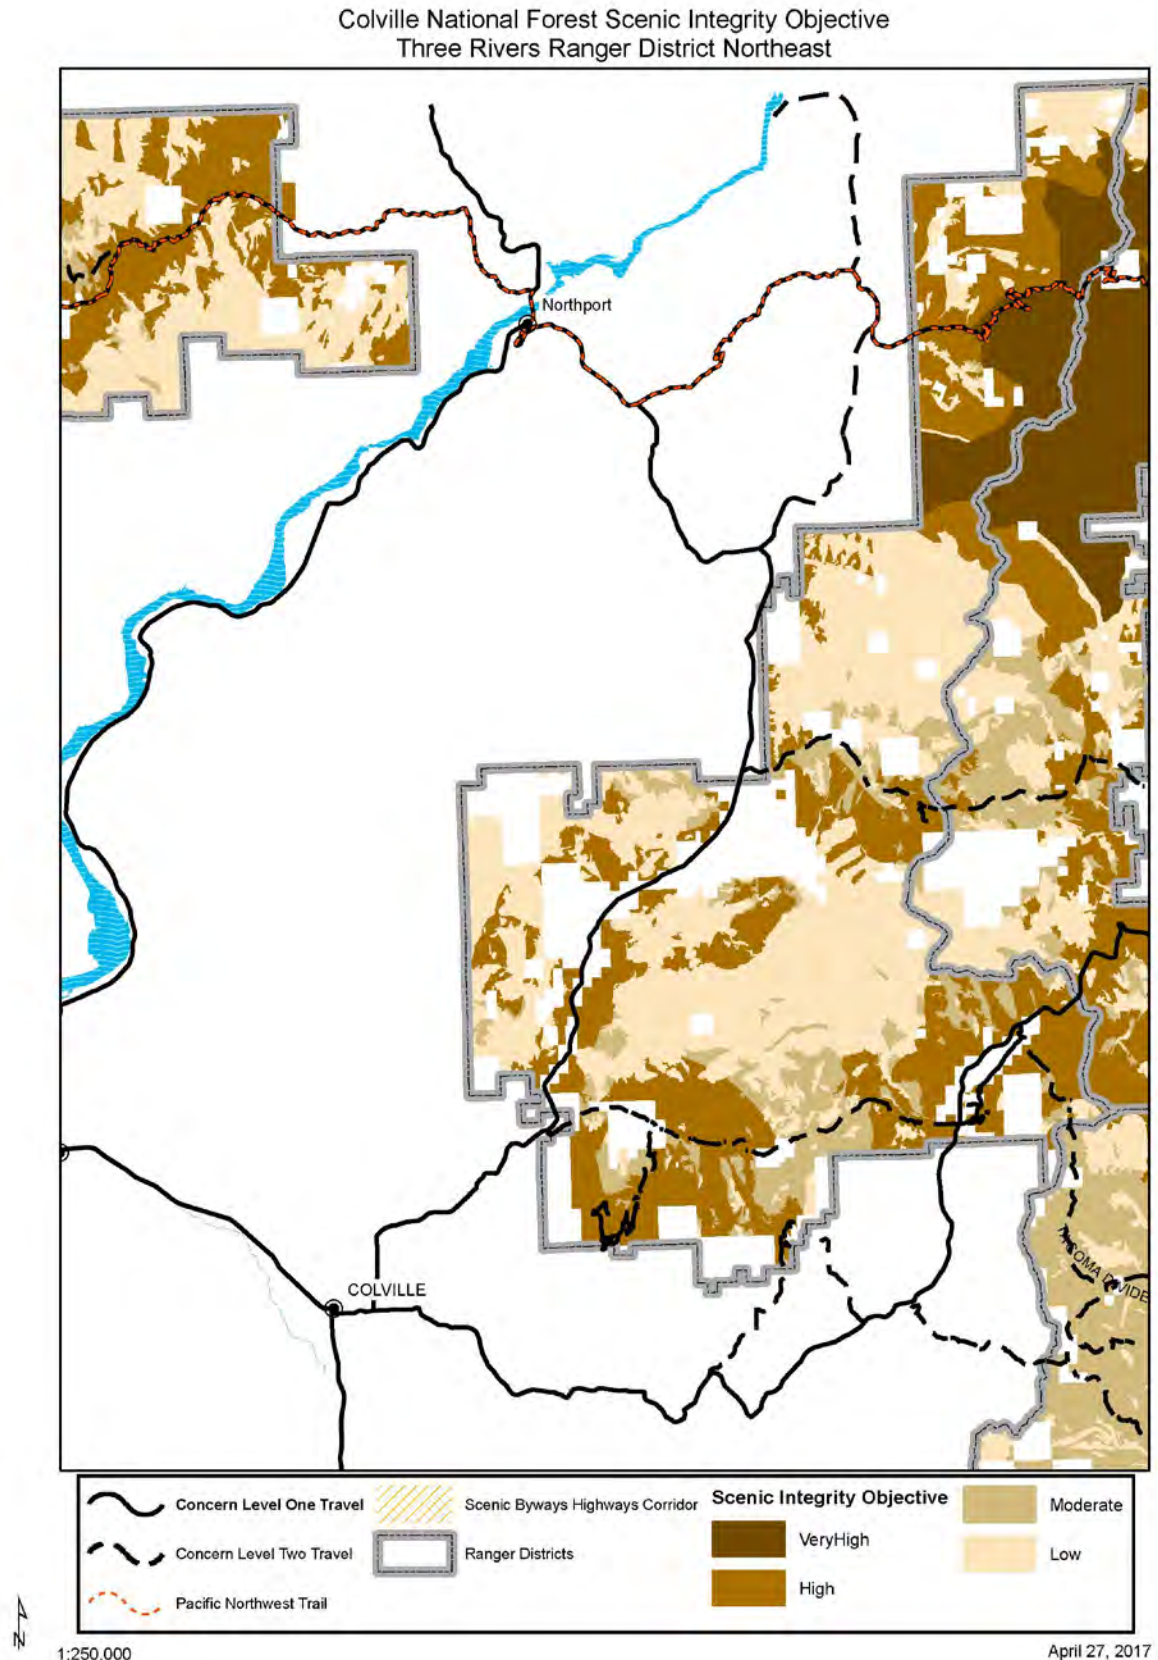 Colville National Forest Scenic Integrity Objective
Three Rivers Ranger District Northeast
Northport
COLVILLE
TACOMA DIVIDE
Concern Level One Travel
Scenic Byways Highways Corridor
Scenic Integrity Objective
Moderate
VeryHigh
Concern Level Two Travel
Ranger Districts
Low
High
Pacific Northwest Trail
N
1:250,000
April 27, 2017